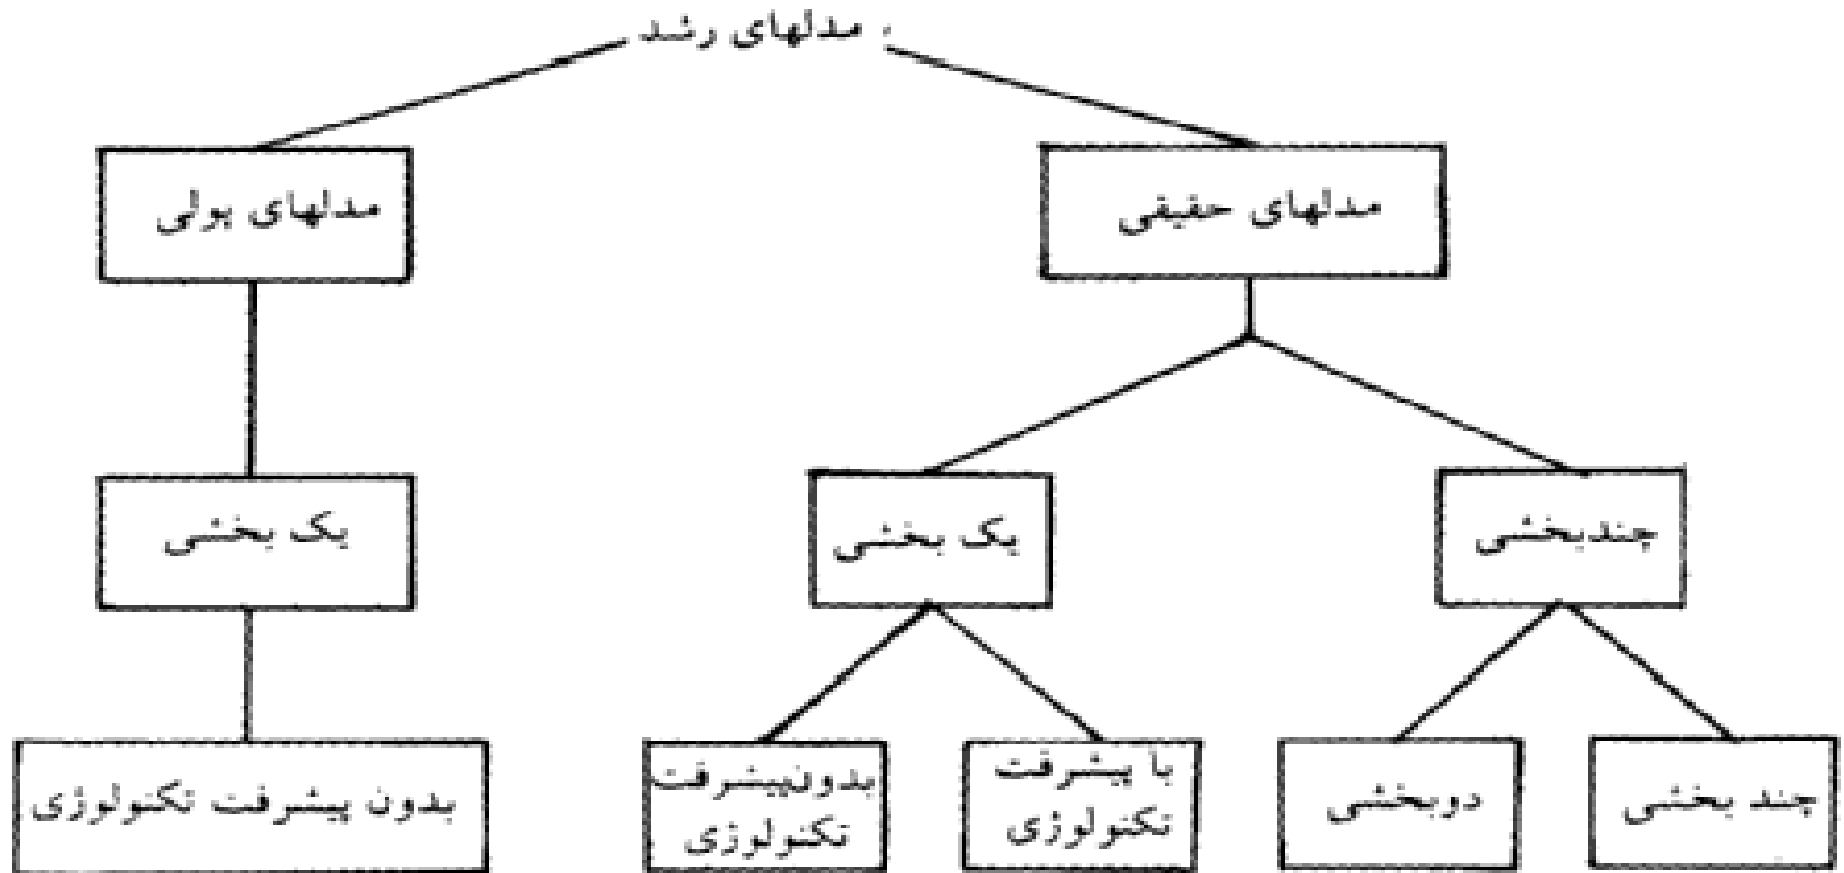 مدلهای رشد
مدلهای حقیقی
مدلهای پولی
چندبخشی
یک بخشی
یک بخشی
چند بخشی
دوبخشی
با پیشرفت
تکنولوژی
بدون‌پیشرفت
تکنولوژی
بدون پیشرفت تکنولوژی